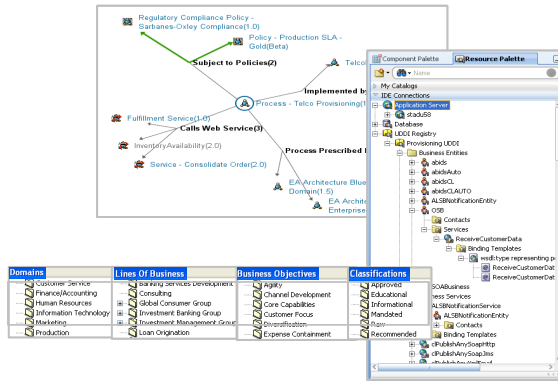 Regulatory Compliance Policy -
Sarbanes-Oxley Compliance(1.0)
Policy - Production SLA -
Gold(Beta)
Subject to Policies(2)
Telco
Implemented by
Process - Telco Provisioning(1
Fulfillment Service(1.0)
Calls Web Service(3)
InventoryAvailability(2.0)
Service - Consolidate Order(2.0)
Process Prescribed
EA Architecture Blue
Domain(1.5)
EA Archit
Enterprise
Component Palette
Resource Palette
Name
My Catalogs
IDE Connections
Application Server
stadu58
Database
UDDI Registry
Provisioning UDDI
Business Entities
abids
abidsAuto
abidsCL
abidsCLAUTO
ALSBNotificationEntity
OSB
Contacts
Services
ReceiveCustomerData
Binding Templates
wsdl:type representing po
ReceiveCustomerDat
ReceiveCustomerDat
SOABusiness
ness Services
ALSBNotificationService
ALSBNotificationEntity
Contacts
Binding Templates
clPublishAnySoapHttp
clPublishAnySoapJms
Domains
Customer Service
Finance/Accounting
Human Resources
Information Technology
Marketing
Production
Lines Of Business
Banking Services Development
Consulting
Global Consumer Group
Investment Banking Group
Investment Management Group
Loan Origination
Business Objectives
Agility
Channel Development
Core Capabilities
Customer Focus
Diversification
Expense Containment
Classifications
Approved
Educational
Informational
Mandated
Raw
Recommended